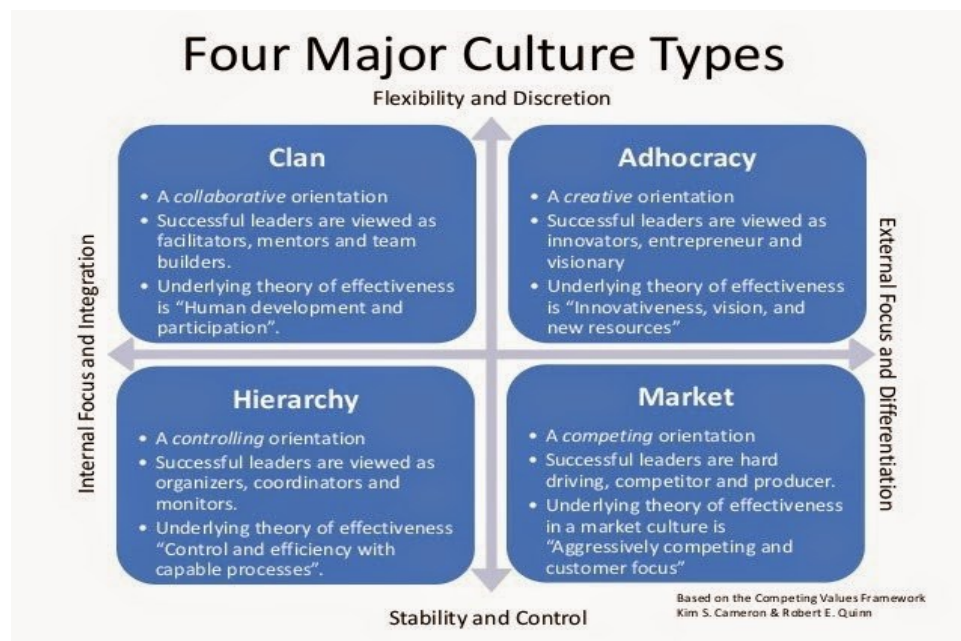 Four Major Culture Types
Flexibility and Discretion
Internal Focus and Integration
External Focus and Differentiation
Clan
• A collaborative orientation
• Successful leaders are viewed as
facilitators, mentors and team
builders.
• Underlying theory of effectiveness
is “Human development and
participation”.
Adhocracy
• A creative orientation
• Successful leaders are viewed as
innovators, entrepreneur and
visionary
• Underlying theory of effectiveness
is “Innovativeness, vision, and
new resources”
Hierarchy
• A controlling orientation
• Successful leaders are viewed as
organizers, coordinators and
monitors.
• Underlying theory of effectiveness
“Control and efficiency with
capable processes”.
Market
• A competing orientation
• Successful leaders are hard
driving, competitor and producer.
• Underlying theory of effectiveness
in a market culture is
“Aggressively competing and
customer focus”
Stability and Control
Based on the Competing Values Framework
Kim S. Cameron & Robert E. Quinn